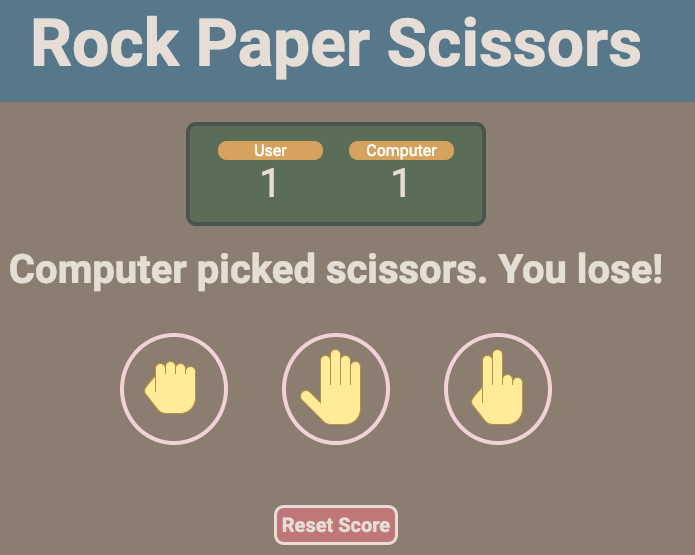 Rock Paper Scissors
User Computer
1 1
Computer picked scissors. You lose!
Reset Score